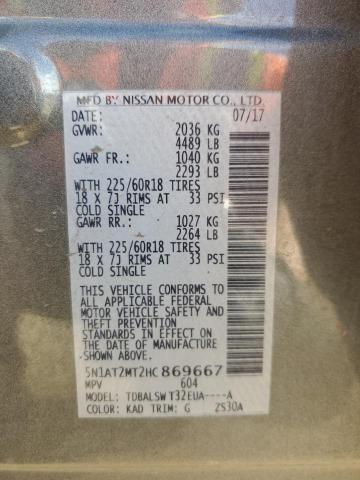 MFD BY NISSAN MOTOR CO., LTD
DATE: 07/17
GVWR: 2036 KG
4489 LB
GAWR FR.: 1040 KG
2293 LB
WITH 225/60R18 TIRES
18 X 7J RIMS AT 33 PSI
COLD SINGLE
GAWR RR.: 1027 KG
2264 LB
WITH 225/60R18 TIRES
18 X 7J RIMS AT 33 PSI
COLD SINGLE
THIS VEHICLE CONFORMS TO
ALL APPLICABLE FEDERAL
MOTOR VEHICLE SAFETY
AND THEFT PREVENTION
STANDARDS IN EFFECT ON
THE DATE OF MANUFACTURE
SHOWN ABOVE.
5N1AT2MT2HC869667
MPV 604
MODEL: TDBALSW T32EUA----A
COLOR: KAD TRIM: G ZS30A